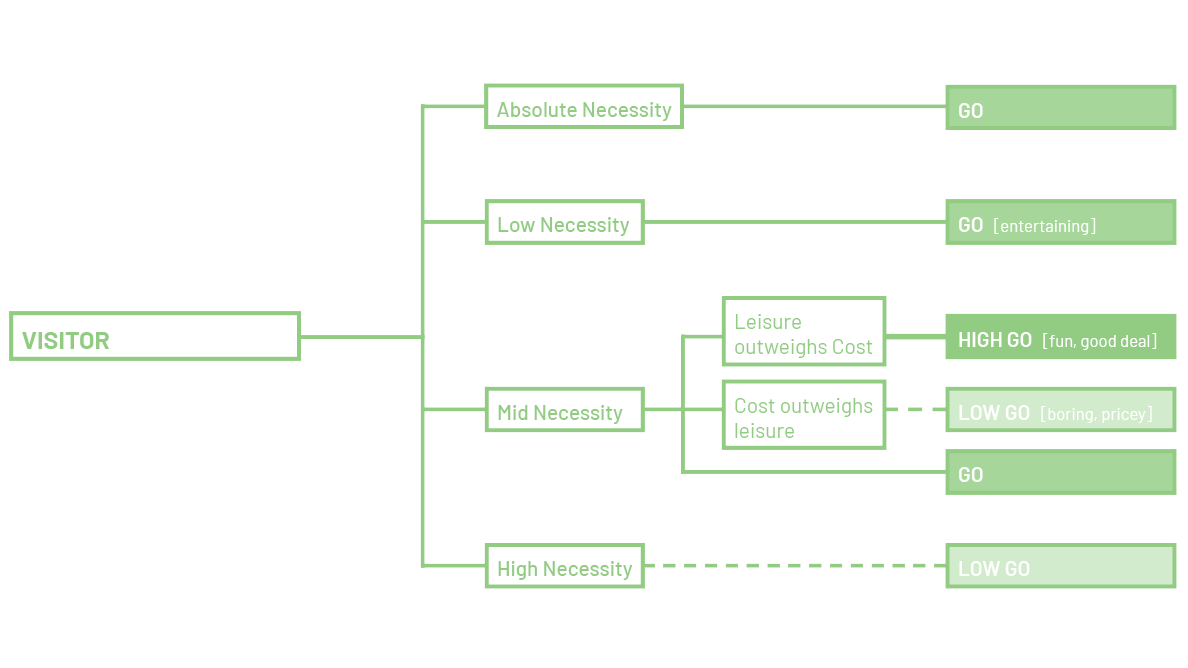 VISITOR
Absolute Necessity
GO
Low Necessity
GO [entertaining]
Mid Necessity
Leisure
outweighs Cost
HIGH GO [fun, good deal]
Cost outweighs
leisure
LOW GO [boring, pricey]
GO
High Necessity
LOW GO